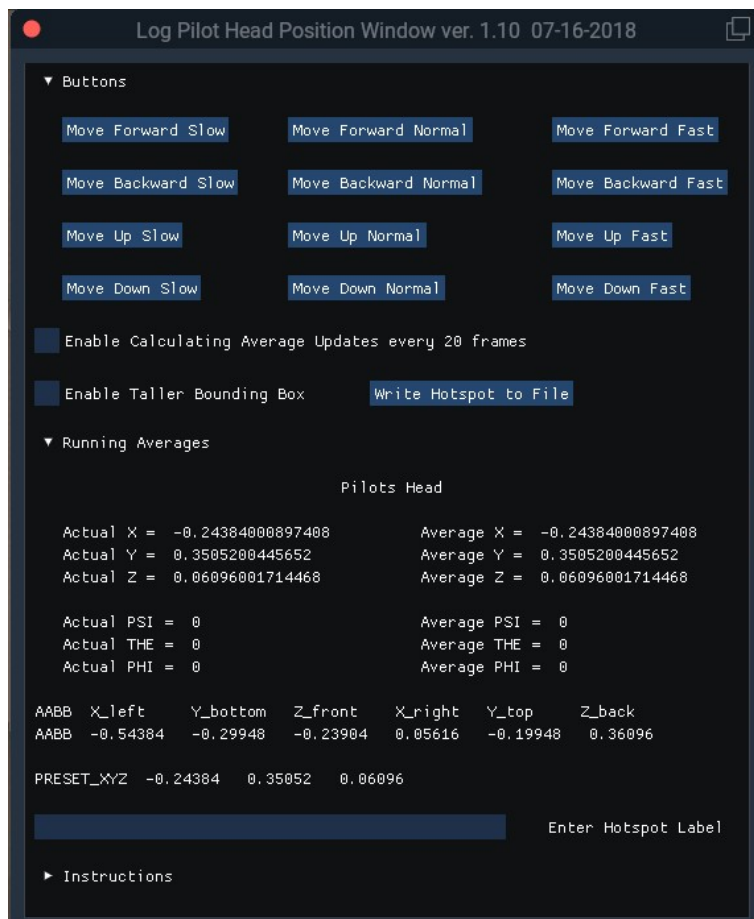 Log Pilot Head Position Window ver. 1.10 07-16-2018
Buttons
Move Forward Slow Move Forward Normal Move Forward Fast
Move Backward Slow Move Backward Normal Move Backward Fast
Move Up Slow Move Up Normal Move Up Fast
Move Down Slow Move Down Normal Move Down Fast
Enable Calculating Average Updates every 20 frames
Enable Taller Bounding Box Write Hotspot to File
Running Averages
Pilots Head
Actual X = -0.24384000897408 Average X = -0.24384000897408
Actual Y = 0.3505200445652 Average Y = 0.3505200445652
Actual Z = 0.06096001714468 Average Z = 0.06096001714468
Actual PSI = 0 Average PSI = 0
Actual THE = 0 Average THE = 0
Actual PHI = 0 Average PHI = 0
AABB X_left Y_bottom Z_front X_right Y_top Z_back
AABB -0.54384 -0.29948 -0.23904 0.05616 -0.19948 0.36096
PRESET_XYZ -0.24384 0.35052 0.06096
Enter Hotspot Label
Instructions